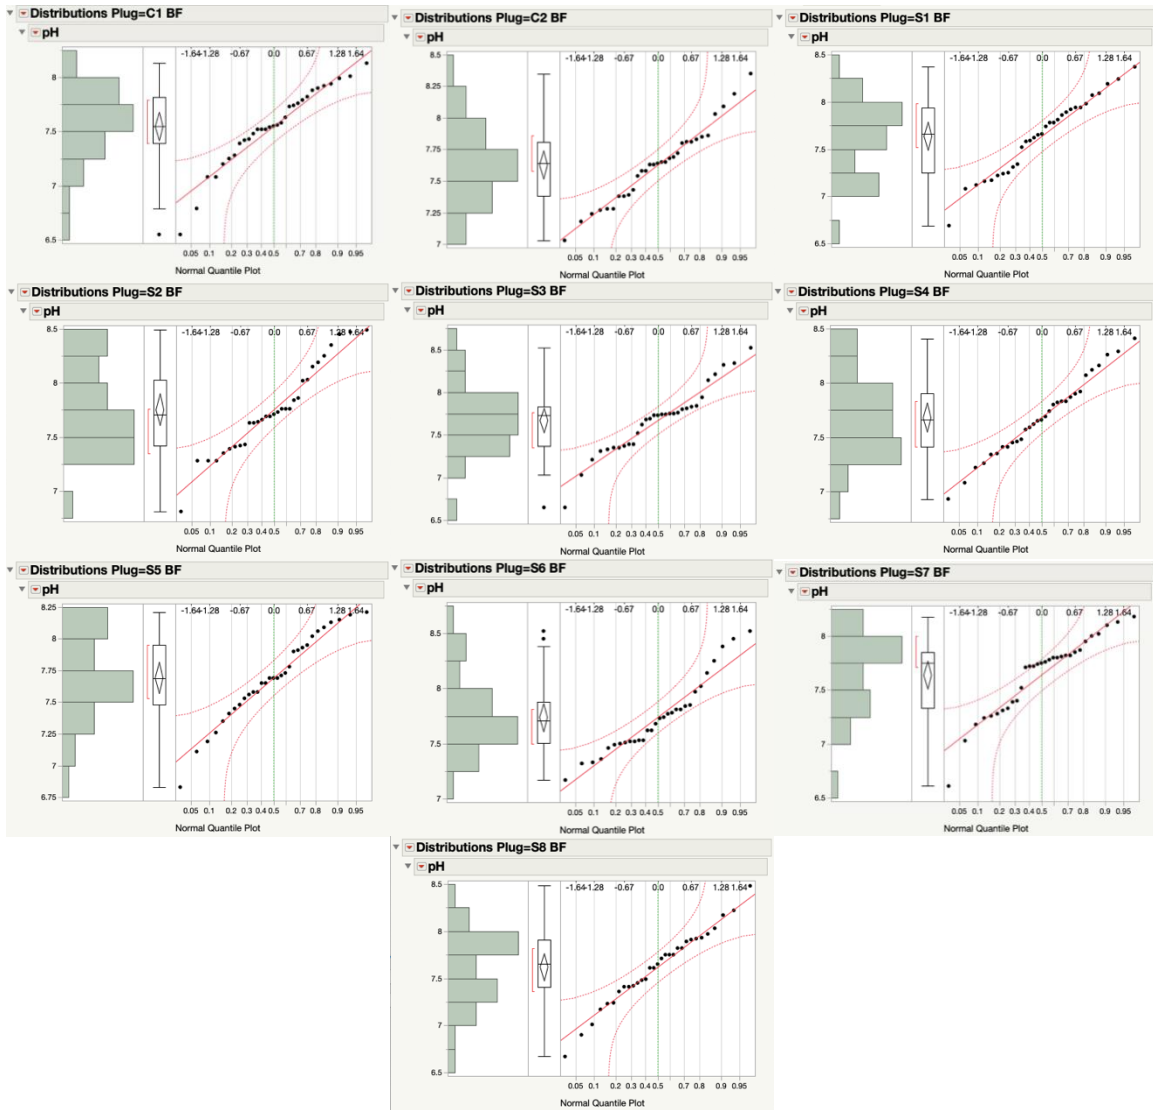 Distributions Plug=C1 BF
pH
-1.64-1.28 -0.67 0.0 0.67 1.28 1.64
8
7.5
7
6.5
0.05 0.1 0.2 0.3 0.4 0.5 0.7 0.8 0.9 0.95
Normal Quantile Plot
Distributions Plug=C2 BF
pH
-1.64-1.28 -0.67 0.0 0.67 1.28 1.64
8.5
8.25
8
7.75
7.5
7.25
7
0.05 0.1 0.2 0.3 0.4 0.5 0.7 0.8 0.9 0.95
Normal Quantile Plot
Distributions Plug=S1 BF
pH
-1.64-1.28 -0.67 0.0 0.67 1.28 1.64
8.5
8
7.5
7
6.5
0.05 0.1 0.2 0.3 0.4 0.5 0.7 0.8 0.9 0.95
Normal Quantile Plot
Distributions Plug=S2 BF
pH
-1.64-1.28 -0.67 0.0 0.67 1.28 1.64
8.5
8
7.5
7
0.05 0.1 0.2 0.3 0.4 0.5 0.7 0.8 0.9 0.95
Normal Quantile Plot
Distributions Plug=S3 BF
pH
-1.64-1.28 -0.67 0.0 0.67 1.28 1.64
8.5
8
7.5
7
6.5
0.05 0.1 0.2 0.3 0.4 0.5 0.7 0.8 0.9 0.95
Normal Quantile Plot
Distributions Plug=S4 BF
pH
-1.64-1.28 -0.67 0.0 0.67 1.28 1.64
8.5
8
7.5
7
0.05 0.1 0.2 0.3 0.4 0.5 0.7 0.8 0.9 0.95
Normal Quantile Plot
Distributions Plug=S5 BF
pH
-1.64-1.28 -0.67 0.0 0.67 1.28 1.64
8.25
8
7.75
7.5
7.25
7
6.75
0.05 0.1 0.2 0.3 0.4 0.5 0.7 0.8 0.9 0.95
Normal Quantile Plot
Distributions Plug=S6 BF
pH
-1.64-1.28 -0.67 0.0 0.67 1.28 1.64
8.5
8
7.5
7
0.05 0.1 0.2 0.3 0.4 0.5 0.7 0.8 0.9 0.95
Normal Quantile Plot
Distributions Plug=S7 BF
pH
-1.64-1.28 -0.67 0.0 0.67 1.28 1.64
8
7.5
7
6.5
0.05 0.1 0.2 0.3 0.4 0.5 0.7 0.8 0.9 0.95
Normal Quantile Plot
Distributions Plug=S8 BF
pH
-1.64-1.28 -0.67 0.0 0.67 1.28 1.64
8.5
8
7.5
7
6.5
0.05 0.1 0.2 0.3 0.4 0.5 0.7 0.8 0.9 0.95
Normal Quantile Plot